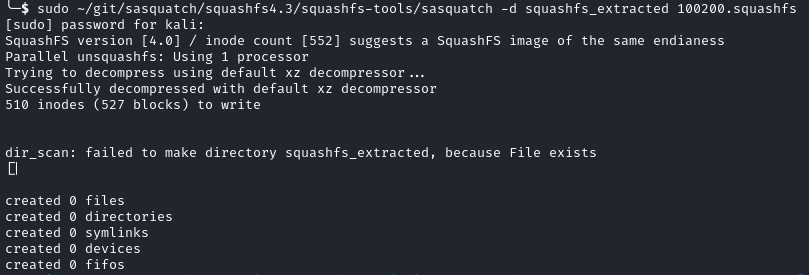 └─$ sudo ~/git/sasquatch/squashfs4.3/squashfs-tools/sasquatch -d squashfs_extracted 100200.squashfs
[sudo] password for kali:
SquashFS version [4.0] / inode count [552] suggests a SquashFS image of the same endianess
Parallel unsquashfs: Using 1 processor
Trying to decompress using default xz decompressor...
Successfully decompressed with default xz decompressor
510 inodes (527 blocks) to write
dir_scan: failed to make directory squashfs_extracted, because File exists
created 0 files
created 0 directories
created 0 symlinks
created 0 devices
created 0 fifos